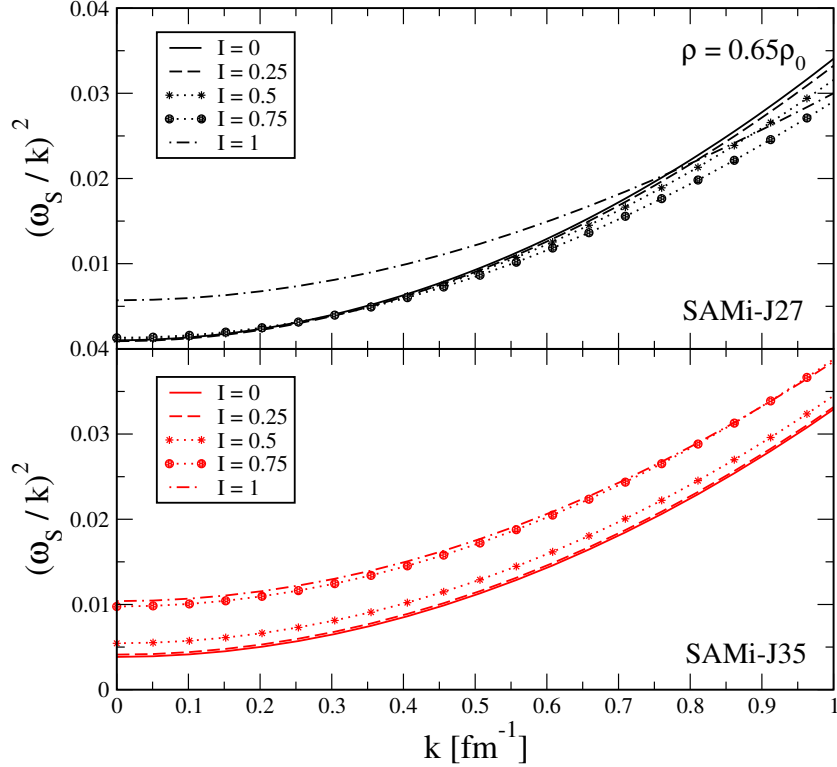 0.04
I = 0
I = 0.25
I = 0.5
I = 0.75
I = 1
ρ = 0.65ρ₀
0.03
0.02
0.01
(ω_S / k)²
SAMi-J27
0.04
I = 0
I = 0.25
I = 0.5
I = 0.75
I = 1
0.03
0.02
0.01
0
(ω_S / k)²
SAMi-J35
0 0.1 0.2 0.3 0.4 0.5 0.6 0.7 0.8 0.9 1
k [fm⁻¹]